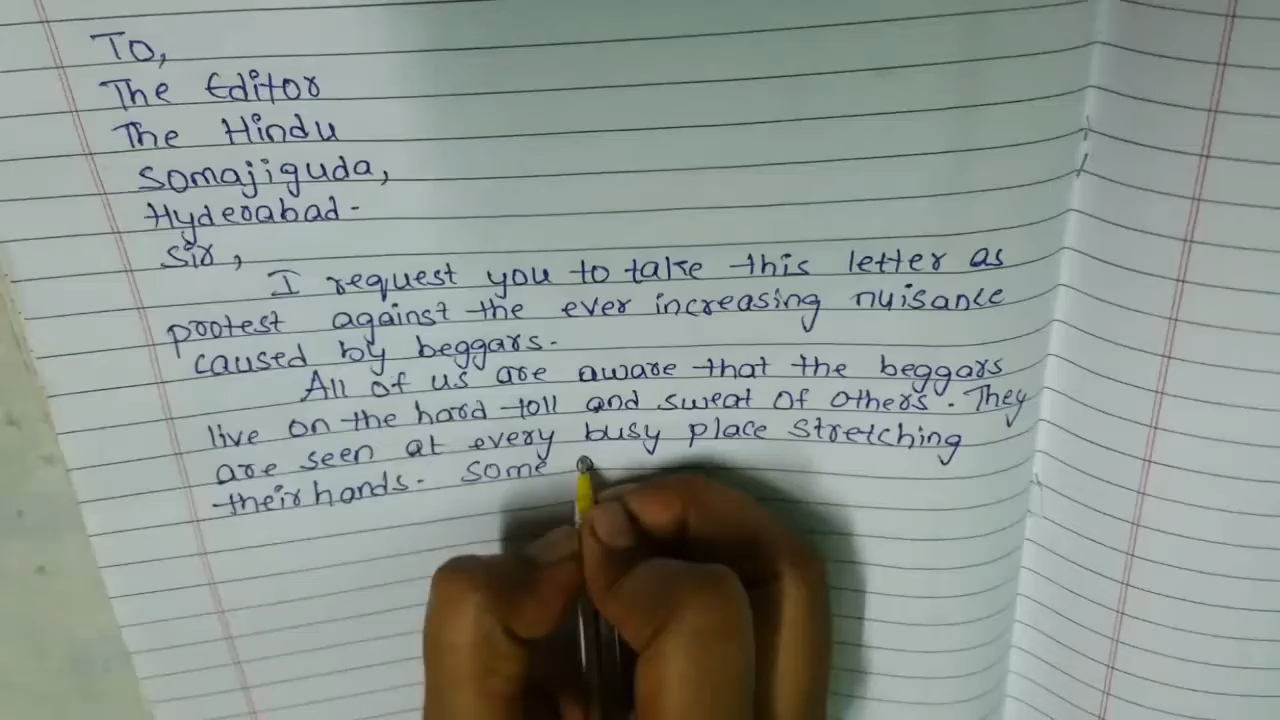 To,
The Editor
The Hindu
Somajiguda,
Hyderabad-
Sir,
I request you to take this letter as
protest against the ever increasing nuisance
caused by beggars.
All of us are aware that the beggars
live on the hard toll and sweat of others. They
are seen at every busy place stretching
their hands. Some